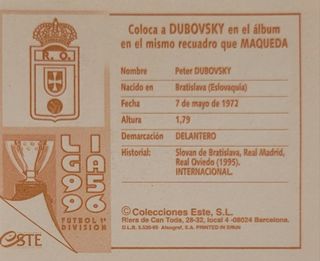 Coloca a DUBOVSKY en el álbum
en el mismo recuadro que MAQUEDA
R. O.
Nombre Peter DUBOVSKY
Nacido en Bratislava (Eslovaquia)
Fecha 7 de mayo de 1972
Altura 1,79
Demarcación DELANTERO
Historial: Slovan de Bratislava, Real Madrid,
Real Oviedo (1995).
INTERNACIONAL.
LIGA
95 96
FUTBOL 1ª
DIVISIÓN
ESTE
© Colecciones Este, S.L.
Riera de Can Toda, 28-32, local 4 -08024 Barcelona.